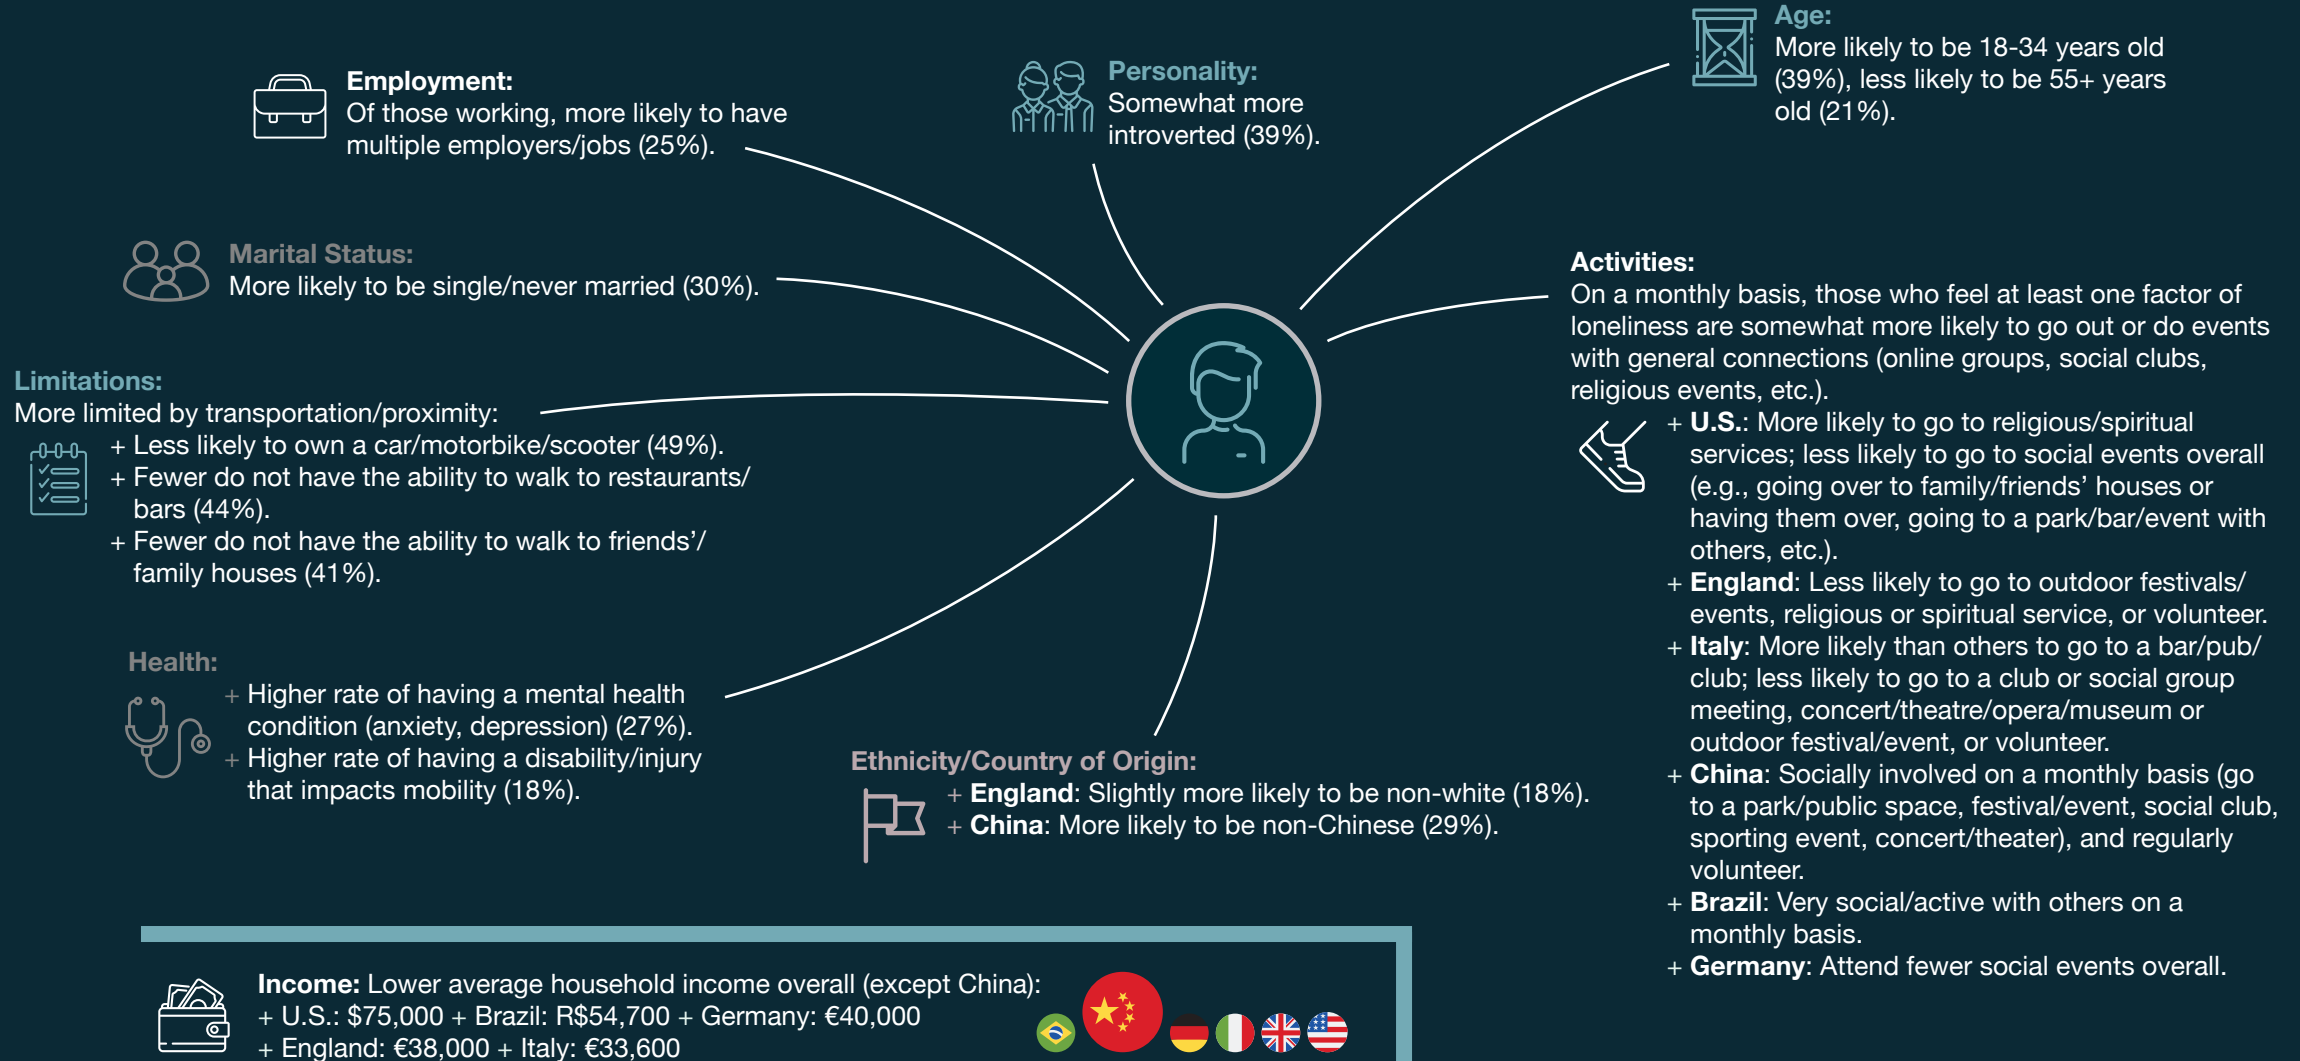 Employment:
Of those working, more likely to have
multiple employers/jobs (25%).
Personality:
Somewhat more
introverted (39%).
Age:
More likely to be 18-34 years old
(39%), less likely to be 55+ years
old (21%).
Marital Status:
More likely to be single/never married (30%).
Limitations:
More limited by transportation/proximity:
+ Less likely to own a car/motorbike/scooter (49%).
+ Fewer do not have the ability to walk to restaurants/
bars (44%).
+ Fewer do not have the ability to walk to friends'/
family houses (41%).
Health:
+ Higher rate of having a mental health
condition (anxiety, depression) (27%).
+ Higher rate of having a disability/injury
that impacts mobility (18%).
Ethnicity/Country of Origin:
+ England: Slightly more likely to be non-white (18%).
+ China: More likely to be non-Chinese (29%).
Activities:
On a monthly basis, those who feel at least one factor of
loneliness are somewhat more likely to go out or do events
with general connections (online groups, social clubs,
religious events, etc.).
+ U.S.: More likely to go to religious/spiritual
services; less likely to go to social events overall
(e.g., going over to family/friends' houses or
having them over, going to a park/bar/event with
others, etc.).
+ England: Less likely to go to outdoor festivals/
events, religious or spiritual service, or volunteer.
+ Italy: More likely than others to go to a bar/pub/
club; less likely to go to a club or social group
meeting, concert/theatre/opera/museum or
outdoor festival/event, or volunteer.
+ China: Socially involved on a monthly basis (go
to a park/public space, festival/event, social club,
sporting event, concert/theater), and regularly
volunteer.
+ Brazil: Very social/active with others on a
monthly basis.
+ Germany: Attend fewer social events overall.
Income: Lower average household income overall (except China):
+ U.S.: $75,000 + Brazil: R$54,700 + Germany: €40,000
+ England: €38,000 + Italy: €33,600